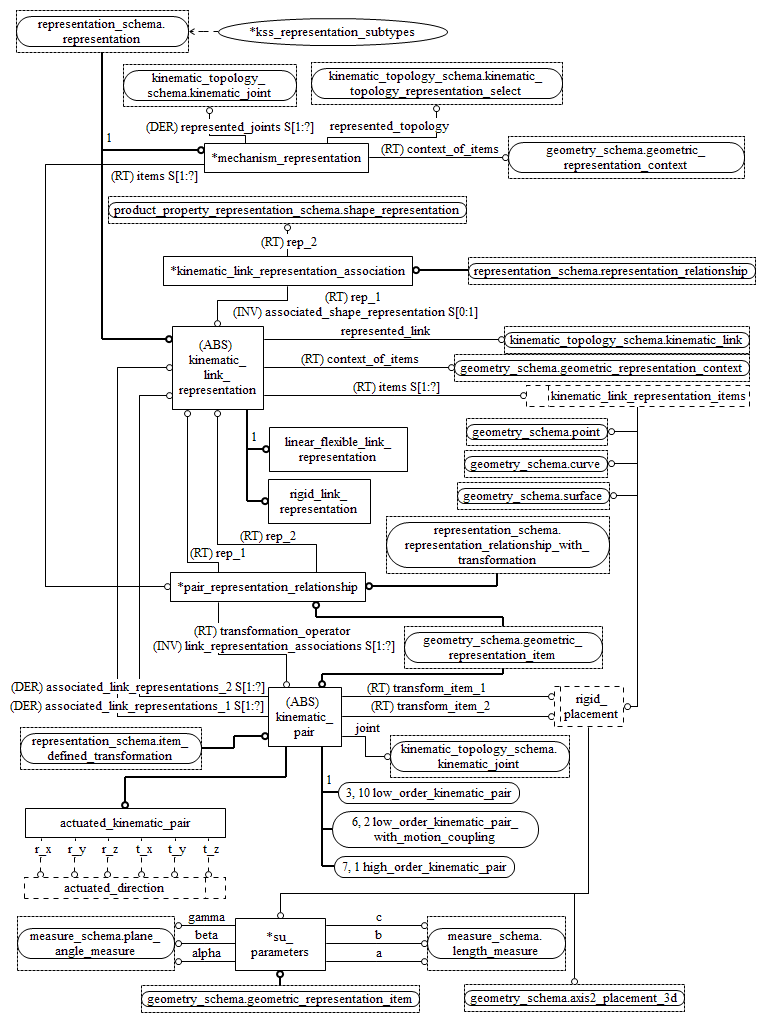 representation_schema.
representation
*kss_representation_subtypes
kinematic_topology_
schema.kinematic_joint
kinematic_topology_schema.kinematic_
topology_representation_select
(DER) represented_joints S[1:?]
represented_topology
1
*mechanism_representation
(RT) context_of_items
geometry_schema.geometric_
representation_context
(RT) items S[1:?]
product_property_representation_schema.shape_representation
(RT) rep_2
*kinematic_link_representation_association
representation_schema.representation_relationship
(RT) rep_1
(INV) associated_shape_representation S[0:1]
(ABS)
kinematic_
link_
representation
represented_link
kinematic_topology_schema.kinematic_link
(RT) context_of_items
geometry_schema.geometric_representation_context
(RT) items S[1:?]
kinematic_link_representation_items
geometry_schema.point
1
linear_flexible_link_
representation
geometry_schema.curve
rigid_link_
representation
geometry_schema.surface
representation_schema.
representation_relationship_with_
transformation
(RT) rep_2
(RT) rep_1
*pair_representation_relationship
(RT) transformation_operator
(INV) link_representation_associations S[1:?]
geometry_schema.geometric_
representation_item
(DER) associated_link_representations_2 S[1:?]
(DER) associated_link_representations_1 S[1:?]
(ABS)
kinematic_
pair
(RT) transform_item_1
(RT) transform_item_2
rigid_
placement
joint
representation_schema.item_
defined_transformation
kinematic_topology_schema.
kinematic_joint
1
3, 10 low_order_kinematic_pair
actuated_kinematic_pair
6, 2 low_order_kinematic_pair_
with_motion_coupling
r_x r_y r_z t_x t_y t_z
7, 1 high_order_kinematic_pair
actuated_direction
gamma
beta
alpha
measure_schema.plane_
angle_measure
*su_
parameters
c
b
a
measure_schema.
length_measure
geometry_schema.geometric_representation_item
geometry_schema.axis2_placement_3d